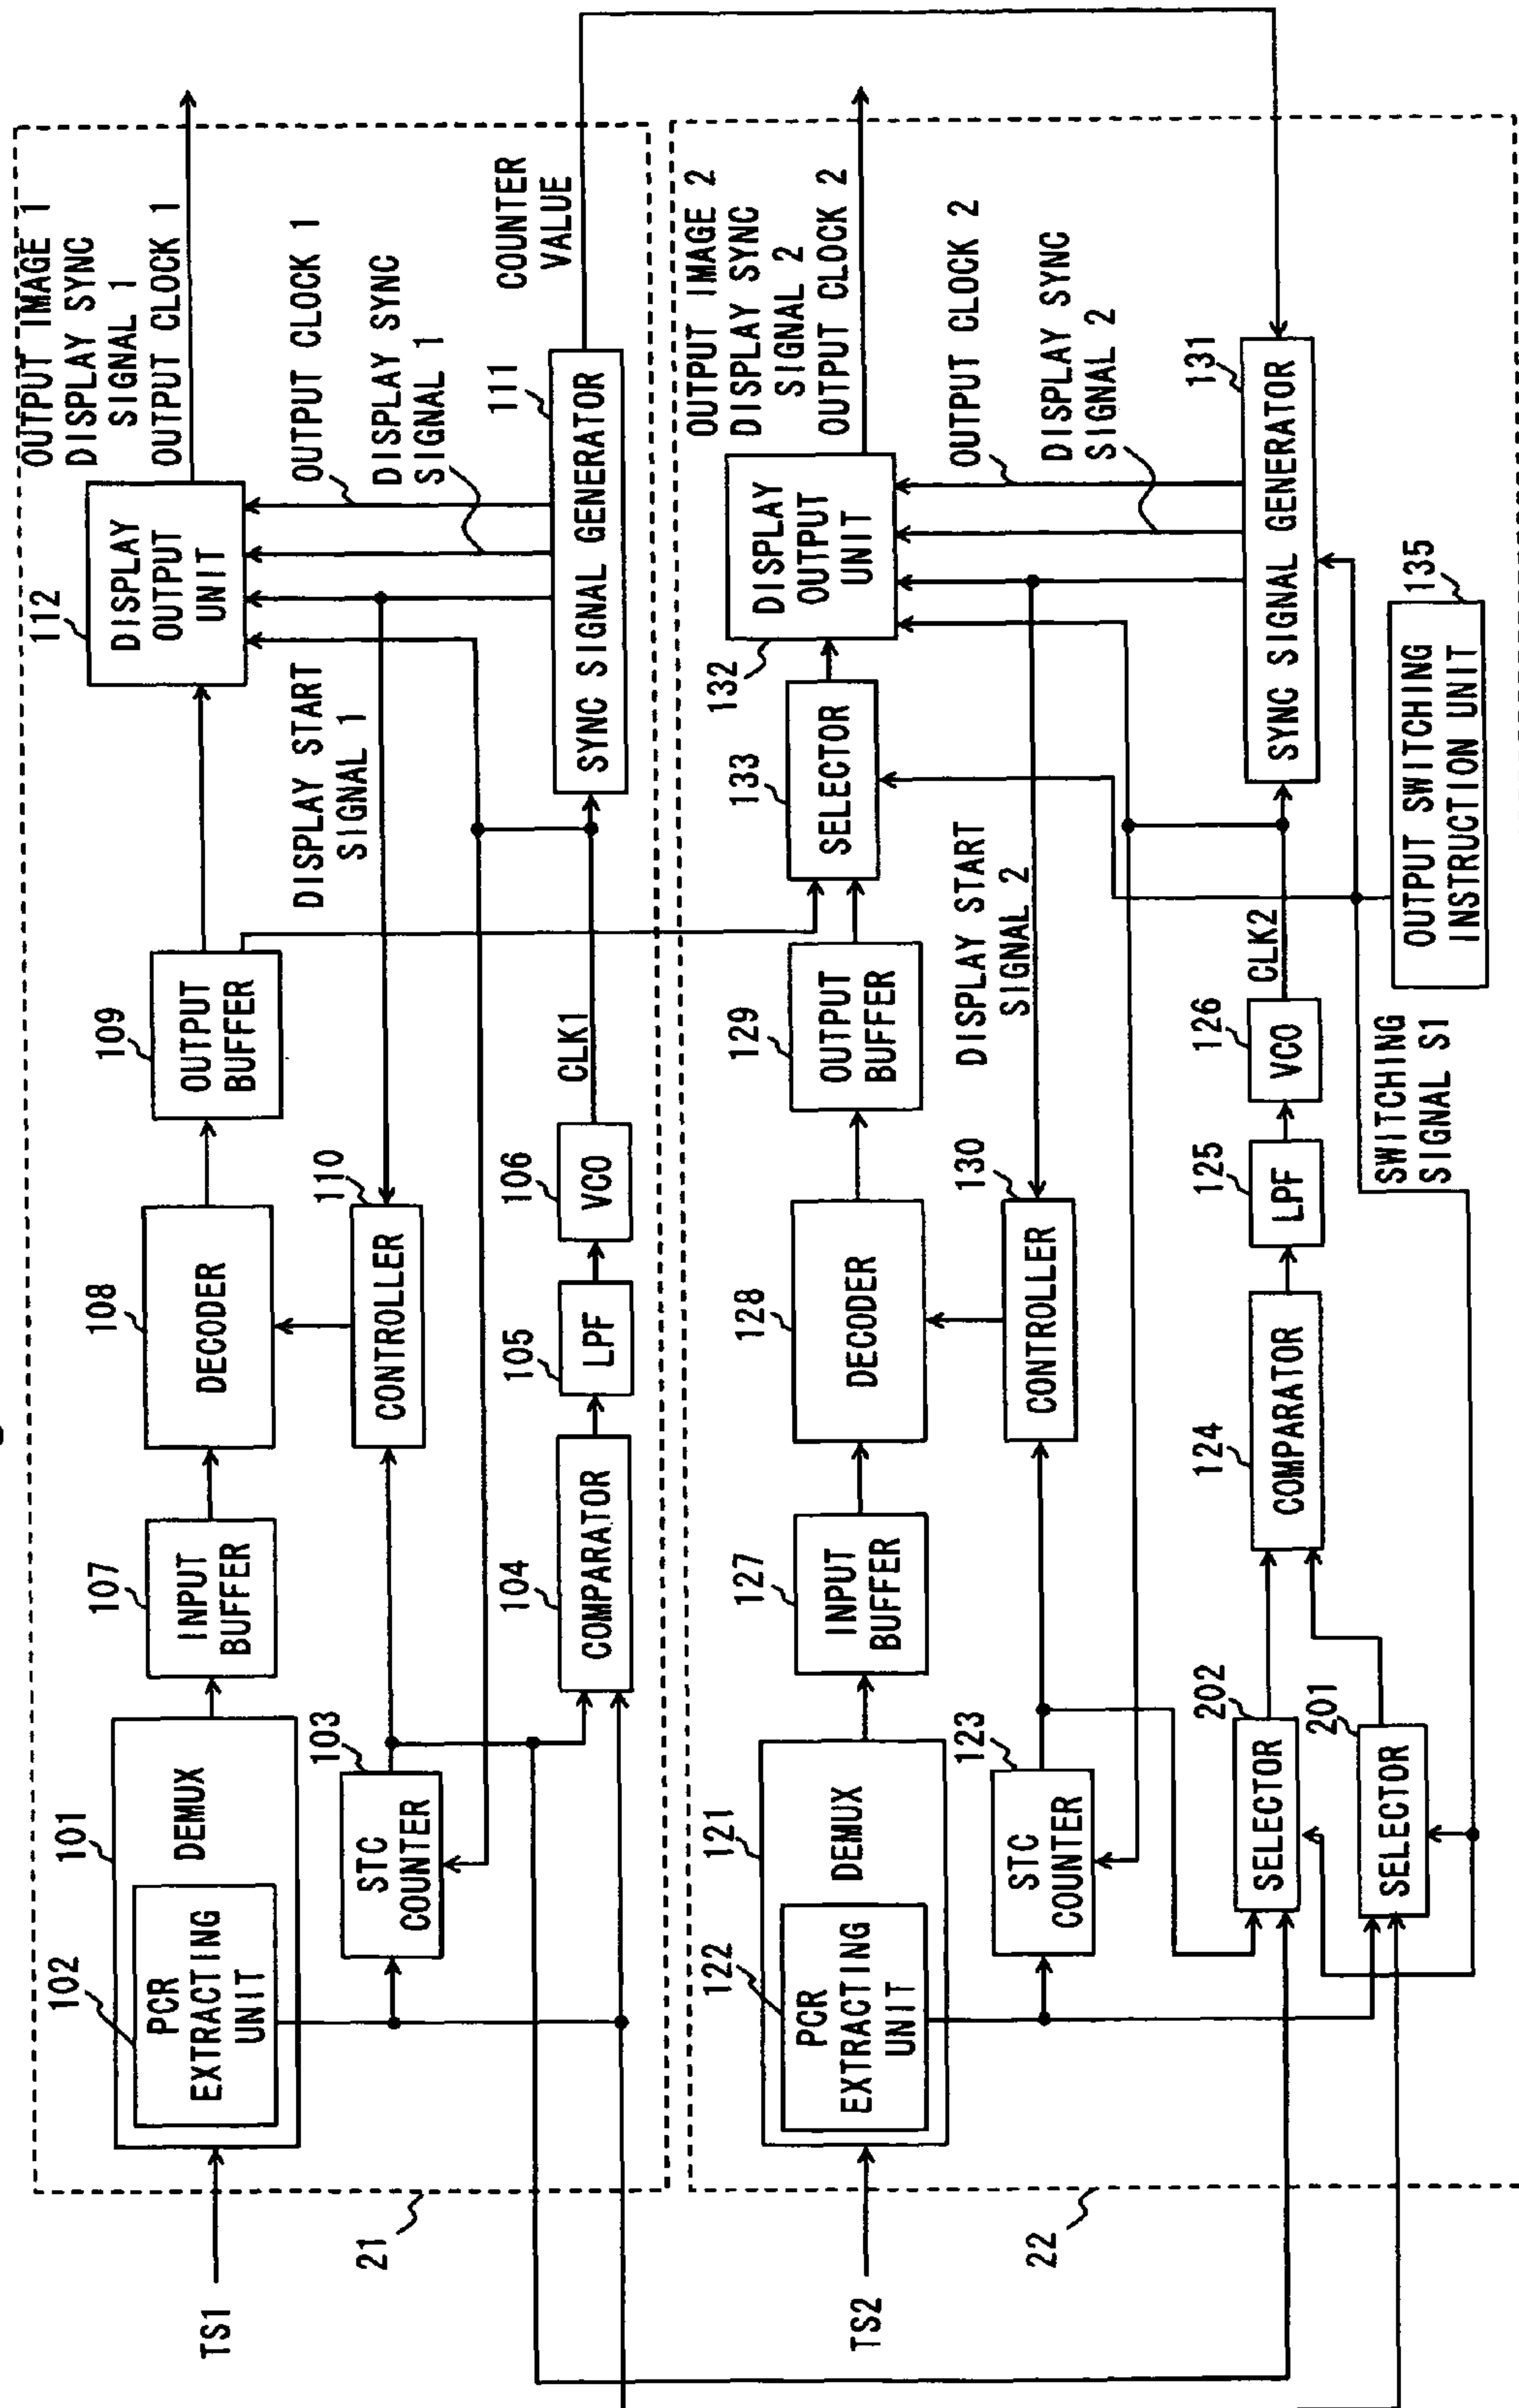 TS1
21
101
DEMUX
102
PCR
EXTRACTING
UNIT
107
INPUT
BUFFER
108
DECODER
109
OUTPUT
BUFFER
112
DISPLAY
OUTPUT
UNIT
OUTPUT IMAGE 1
DISPLAY SYNC
SIGNAL 1
OUTPUT CLOCK 1
103
STC
COUNTER
110
CONTROLLER
DISPLAY START
SIGNAL 1
OUTPUT CLOCK 1
DISPLAY SYNC
SIGNAL 1
104
COMPARATOR
105
LPF
106
VCO
CLK1
111
SYNC SIGNAL GENERATOR
COUNTER
VALUE
TS2
22
121
DEMUX
122
PCR
EXTRACTING
UNIT
127
INPUT
BUFFER
128
DECODER
129
OUTPUT
BUFFER
133
SELECTOR
132
DISPLAY
OUTPUT
UNIT
OUTPUT IMAGE 2
DISPLAY SYNC
SIGNAL 2
OUTPUT CLOCK 2
123
STC
COUNTER
130
CONTROLLER
DISPLAY START
SIGNAL 2
OUTPUT CLOCK 2
DISPLAY SYNC
SIGNAL 2
202
SELECTOR
201
SELECTOR
124
COMPARATOR
125
LPF
126
VCO
CLK2
131
SYNC SIGNAL GENERATOR
SWITCHING
SIGNAL S1
135
OUTPUT SWITCHING
INSTRUCTION UNIT